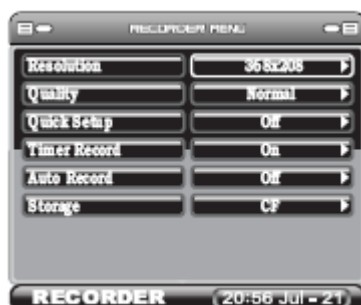 RECORDER MENU
Resolution 368x208
Quality Normal
Quick Setup Off
Timer Record On
Auto Record Off
Storage CF
RECORDER 20:56 Jul - 21